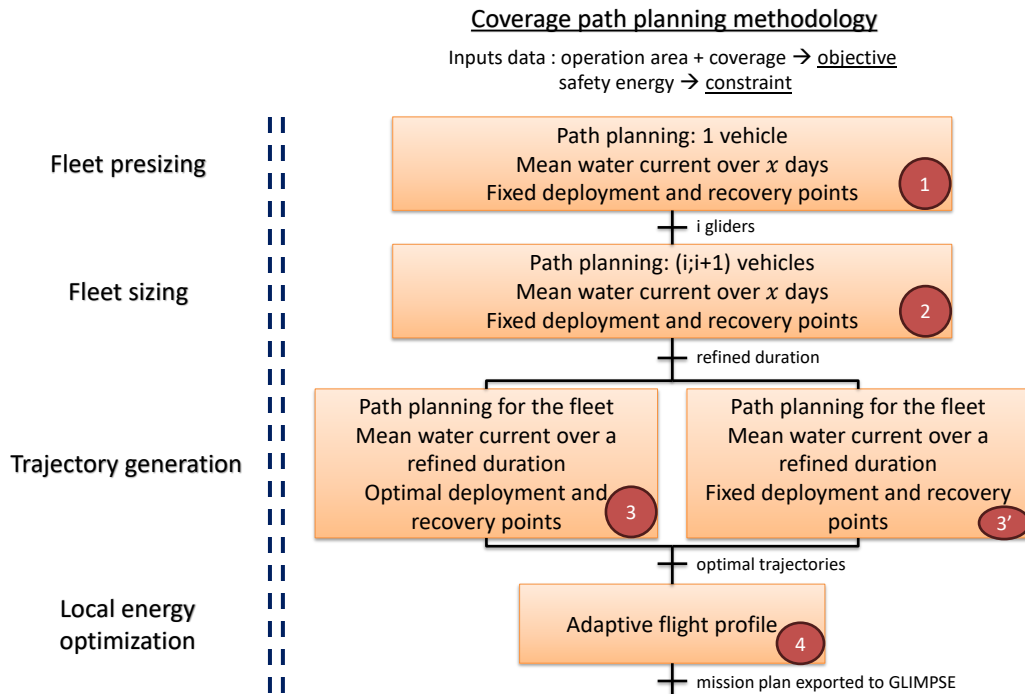 Coverage path planning methodology
Inputs data : operation area + coverage → objective
safety energy → constraint
Fleet presizing
Path planning: 1 vehicle
Mean water current over x days
Fixed deployment and recovery points
1
i gliders
Fleet sizing
Path planning: (i;i+1) vehicles
Mean water current over x days
Fixed deployment and recovery points
2
refined duration
Trajectory generation
Path planning for the fleet
Mean water current over a
refined duration
Optimal deployment and
recovery points
3
Path planning for the fleet
Mean water current over a
refined duration
Fixed deployment and recovery
points
3'
optimal trajectories
Local energy
optimization
Adaptive flight profile
4
mission plan exported to GLIMPSE